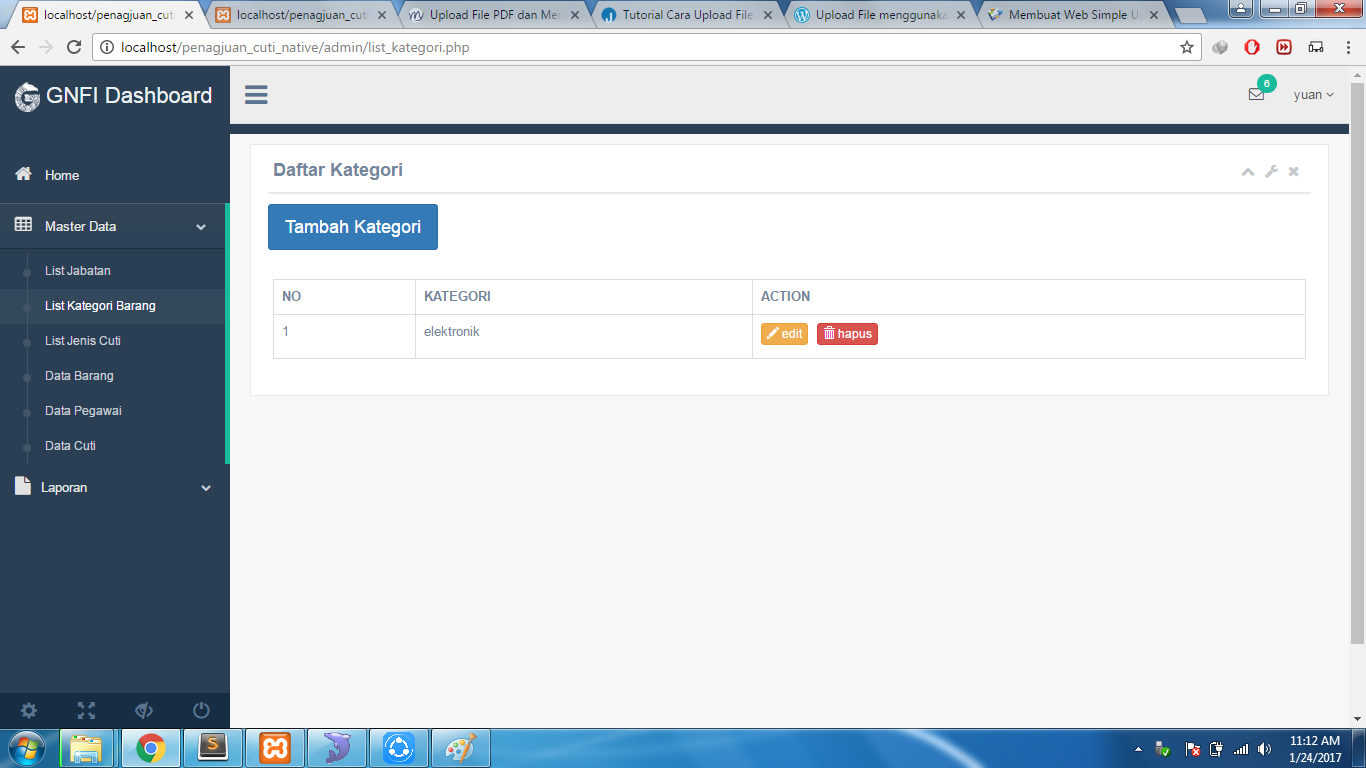 localhost/penagjuan_cuti
localhost/penagjuan_cuti
Upload File PDF dan Men
Tutorial Cara Upload File
Upload File menggunaka
Membuat Web Simple U
localhost/penagjuan_cuti_native/admin/list_kategori.php
GNFI Dashboard
6
yuan
Home
Master Data
List Jabatan
List Kategori Barang
List Jenis Cuti
Data Barang
Data Pegawai
Data Cuti
Laporan
Daftar Kategori
Tambah Kategori
NO KATEGORI ACTION
1 elektronik edit hapus
11:12 AM
1/24/2017